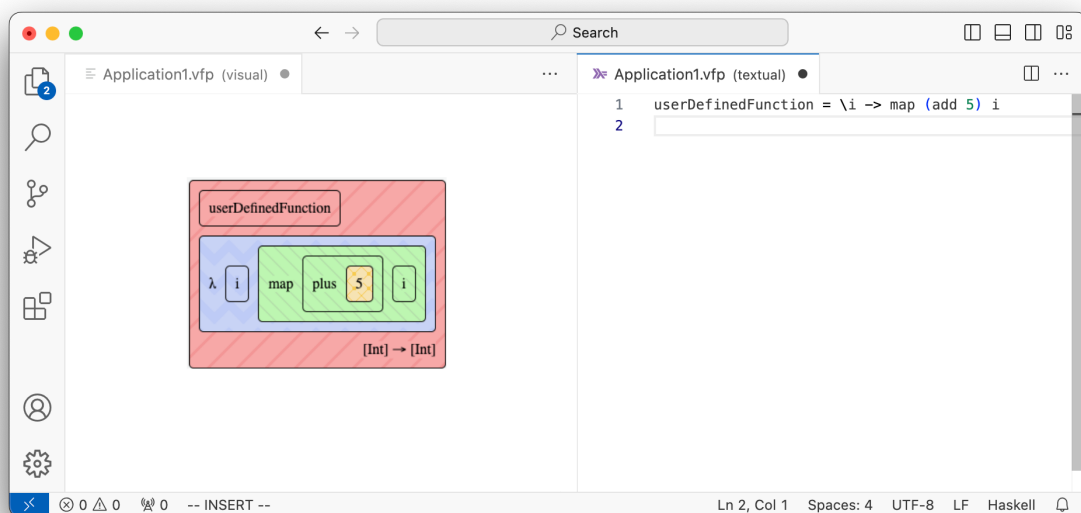 Search
2
Application1.vfp (visual)
Application1.vfp (textual)
1 userDefinedFunction = \i -> map (add 5) i
2
userDefinedFunction
λ i map plus 5 i
[Int] → [Int]
0 0 0 -- INSERT -- Ln 2, Col 1 Spaces: 4 UTF-8 LF Haskell